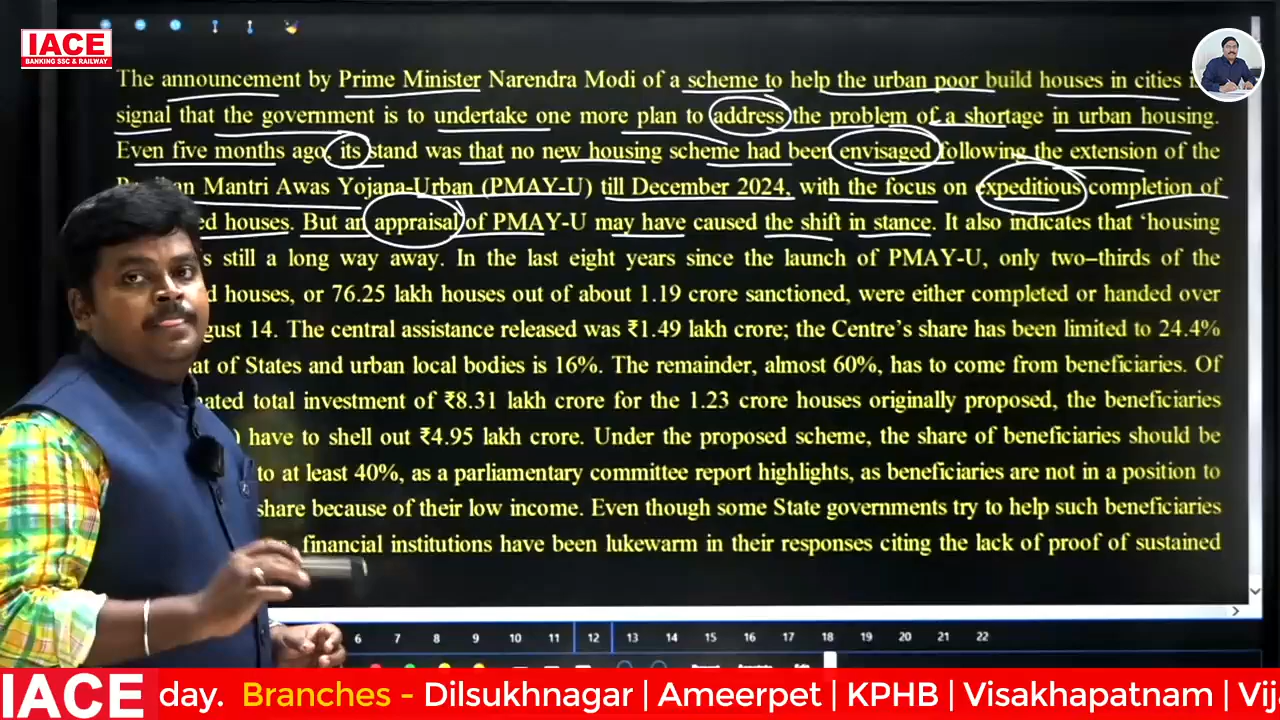 IACE
BANKING SSC & RAILWAY
The announcement by Prime Minister Narendra Modi of a scheme to help the urban poor build houses in cities
signal that the government is to undertake one more plan to address the problem of a shortage in urban housing.
Even five months ago, its stand was that no new housing scheme had been envisaged following the extension of the
Mantri Awas Yojana-Urban (PMAY-U) till December 2024, with the focus on expeditious completion of
houses. But an appraisal of PMAY-U may have caused the shift in stance. It also indicates that ‘housing
still a long way away. In the last eight years since the launch of PMAY-U, only two–thirds of the
houses, or 76.25 lakh houses out of about 1.19 crore sanctioned, were either completed or handed over
14. The central assistance released was ₹1.49 lakh crore; the Centre’s share has been limited to 24.4%
of States and urban local bodies is 16%. The remainder, almost 60%, has to come from beneficiaries. Of
total investment of ₹8.31 lakh crore for the 1.23 crore houses originally proposed, the beneficiaries
) have to shell out ₹4.95 lakh crore. Under the proposed scheme, the share of beneficiaries should be
to at least 40%, as a parliamentary committee report highlights, as beneficiaries are not in a position to
share because of their low income. Even though some State governments try to help such beneficiaries
financial institutions have been lukewarm in their responses citing the lack of proof of sustained
6 7 8 9 10 11 12 13 14 15 16 17 18 19 20 21 22
IACE day. Branches - Dilsukhnagar | Ameerpet | KPHB | Visakhapatnam | Vij